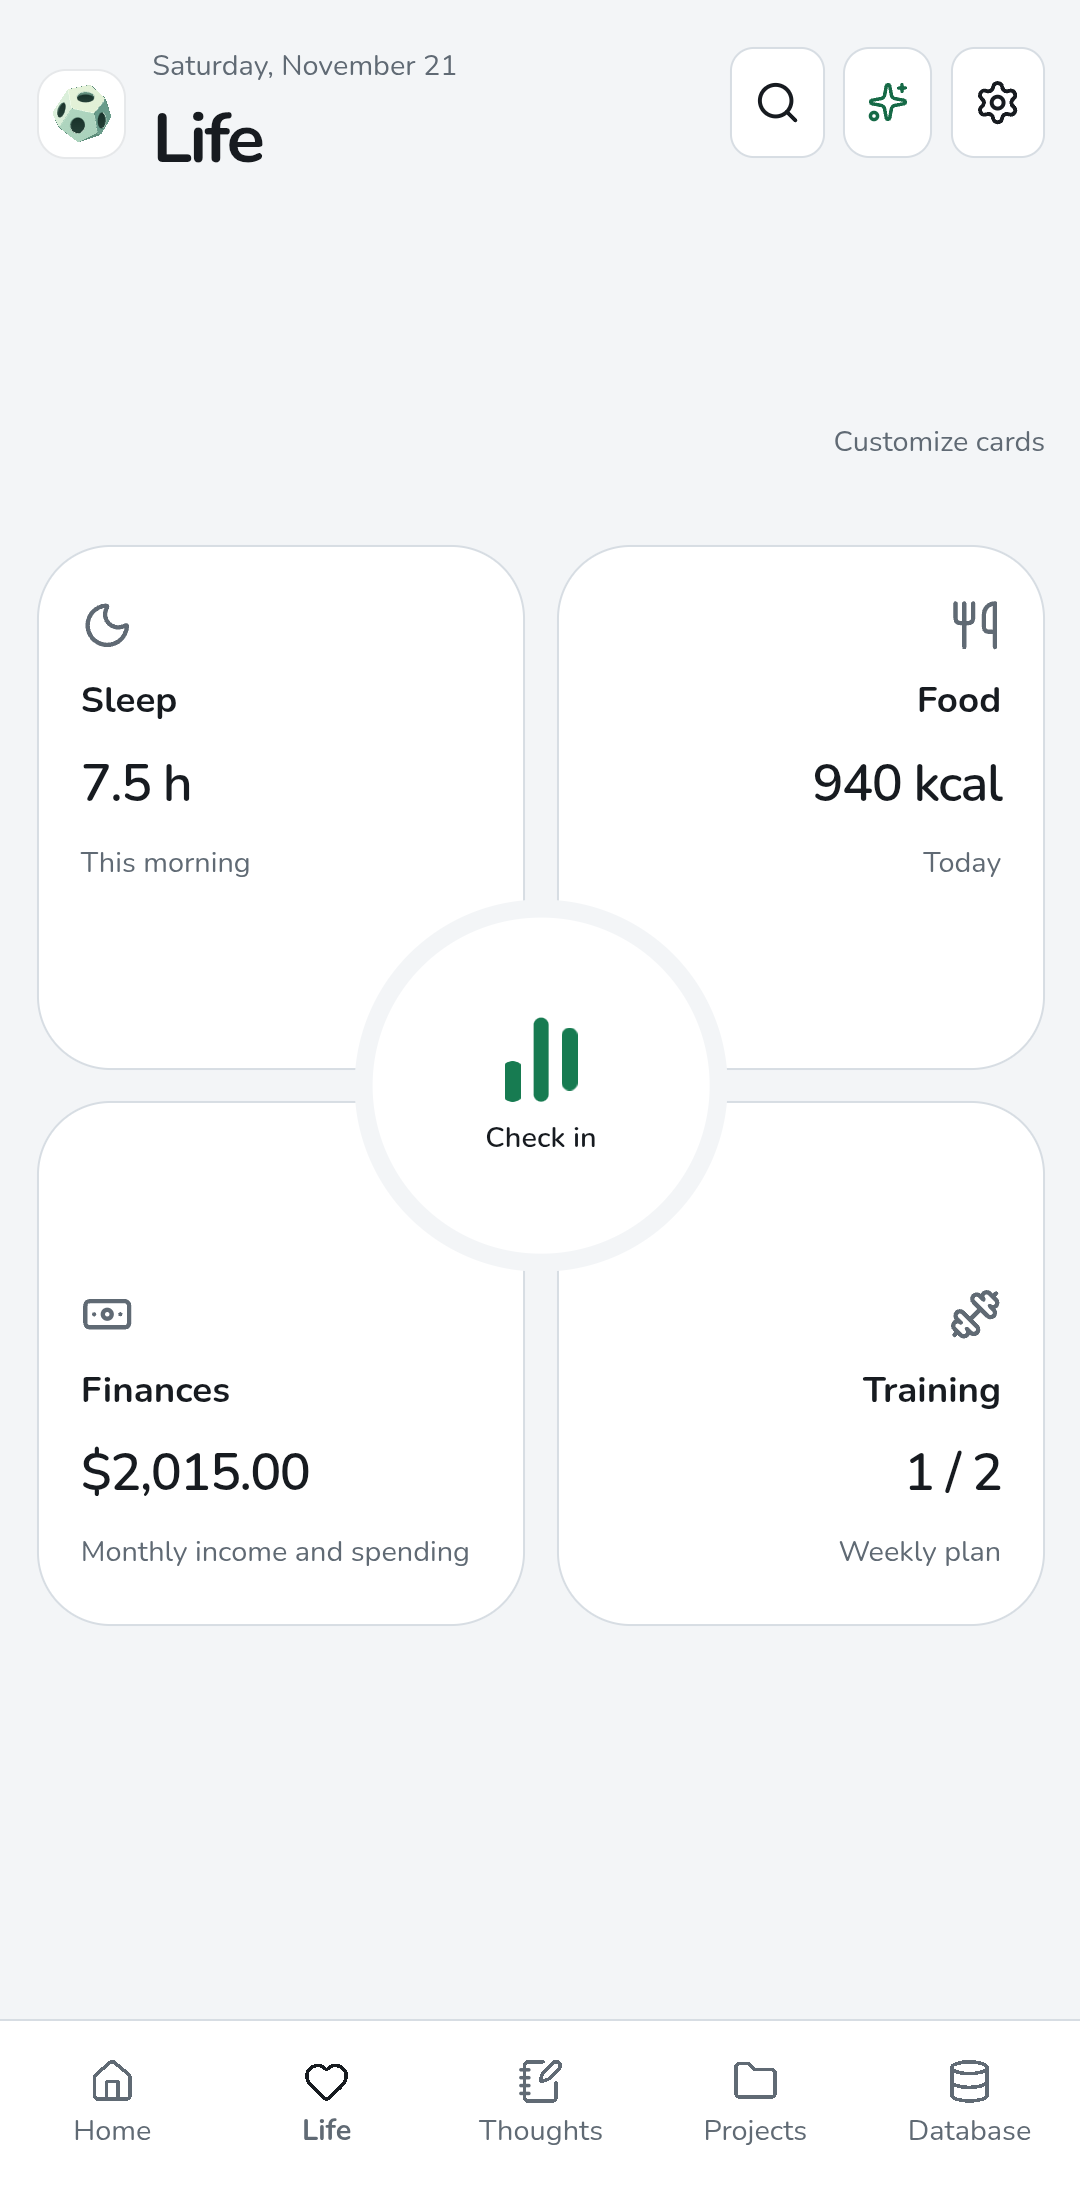 Saturday, November 21
Life
Customize cards
Sleep
7.5 h
This morning
Food
940 kcal
Today
Check in
Finances
$2,015.00
Monthly income and spending
Training
1 / 2
Weekly plan
Home
Life
Thoughts
Projects
Database